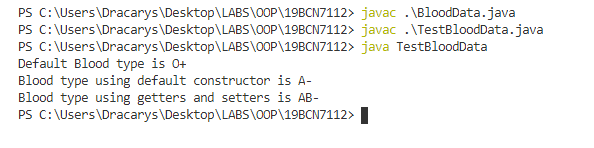 PS C:\Users\Dracarys\Desktop\LABS\OOP\19BCN7112> javac .\BloodData.java
PS C:\Users\Dracarys\Desktop\LABS\OOP\19BCN7112> javac .\TestBloodData.java
PS C:\Users\Dracarys\Desktop\LABS\OOP\19BCN7112> java TestBloodData
Default Blood type is O+
Blood type using default constructor is A-
Blood type using getters and setters is AB-
PS C:\Users\Dracarys\Desktop\LABS\OOP\19BCN7112>